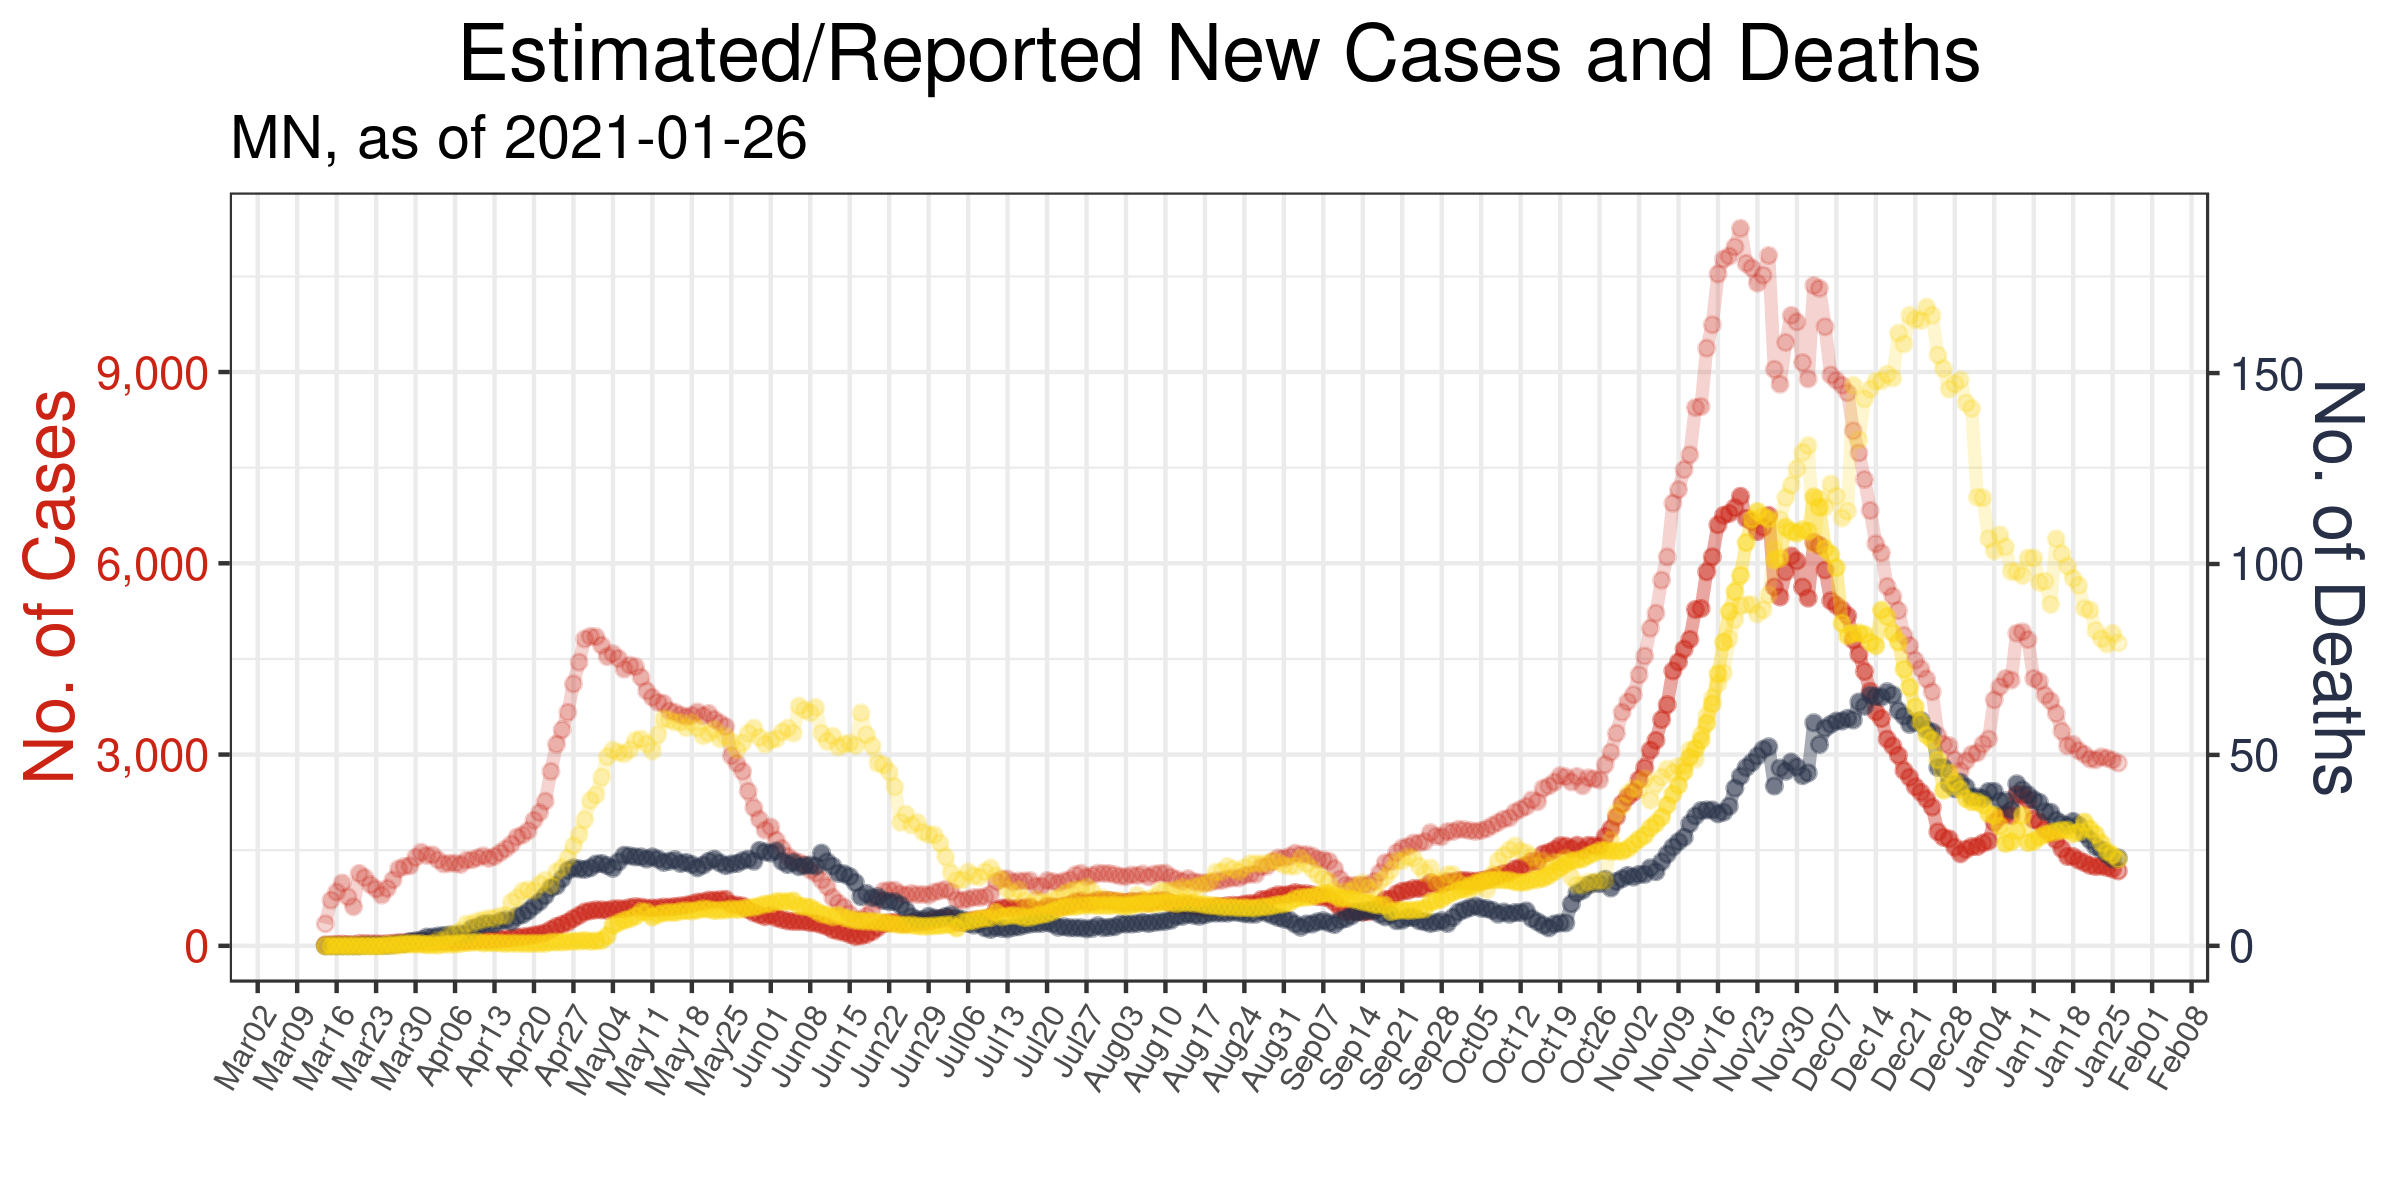 Estimated/Reported New Cases and Deaths
MN, as of 2021-01-26
No. of Cases
9,000
6,000
3,000
0
150
100
50
0
No. of Deaths
Mar02 Mar09 Mar16 Mar23 Mar30 Apr06 Apr13 Apr20 Apr27 May04 May11 May18 May25 Jun01 Jun08 Jun15 Jun22 Jun29 Jul06 Jul13 Jul20 Jul27 Aug03 Aug10 Aug17 Aug24 Aug31 Sep07 Sep14 Sep21 Sep28 Oct05 Oct12 Oct19 Oct26 Nov02 Nov09 Nov16 Nov23 Nov30 Nov07 Dec07 Dec14 Dec21 Dec28 Dec04 Jan11 Jan18 Jan25 Feb01 Feb08